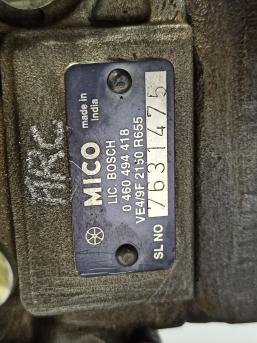 MICO
made in
India
LIC. BOSCH
0 460 494 418
VE4/9F 2150 R655
SL NO 7631475